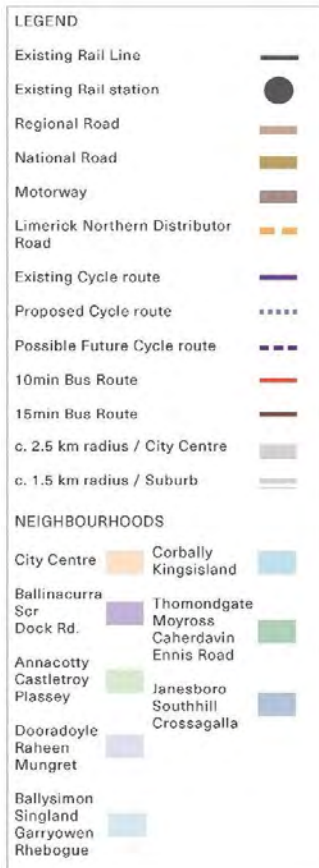 LEGEND
Existing Rail Line
Existing Rail station
Regional Road
National Road
Motorway
Limerick Northern Distributor
Road
Existing Cycle route
Proposed Cycle route
Possible Future Cycle route
10min Bus Route
15min Bus Route
c. 2.5 km radius / City Centre
c. 1.5 km radius / Suburb
NEIGHBOURHOODS
City Centre
Ballinacurra
Scr
Dock Rd.
Annacotty
Castletroy
Plassey
Dooradoyle
Raheen
Mungret
Ballysimon
Singland
Garryowen
Rhebogue
Corbally
Kingsisland
Thomondgate
Moyross
Caherdavin
Ennis Road
Janesboro
Southhill
Crossagalla